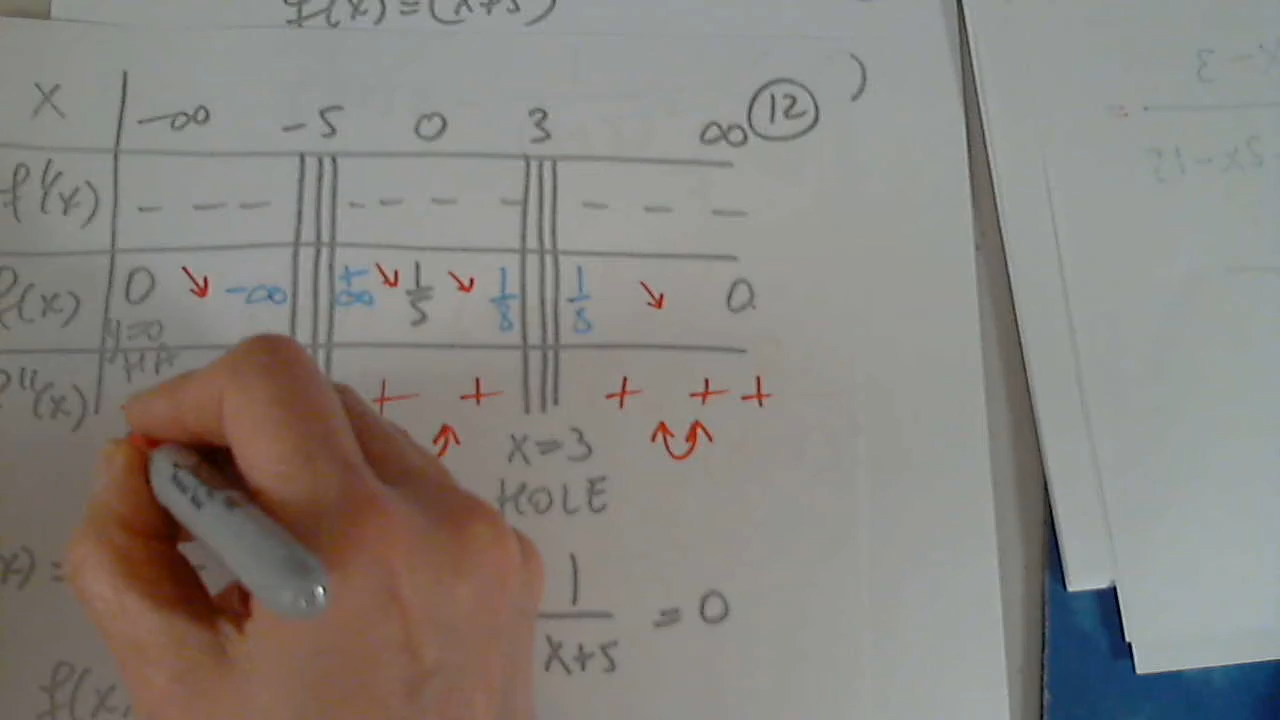 f(x)=(x+5)
x -∞ -5 0 3 ∞ 12 )
f'(x) - - - - - - - - - -
f(x) 0 ↘ -∞ +∞ ↘ 1/5 ↘ 1/8 1/8 ↘ 0
y=0
HA
f''(x) + + + + +
x=3
HOLE
x)= 1/(x+5) =0
f(x)